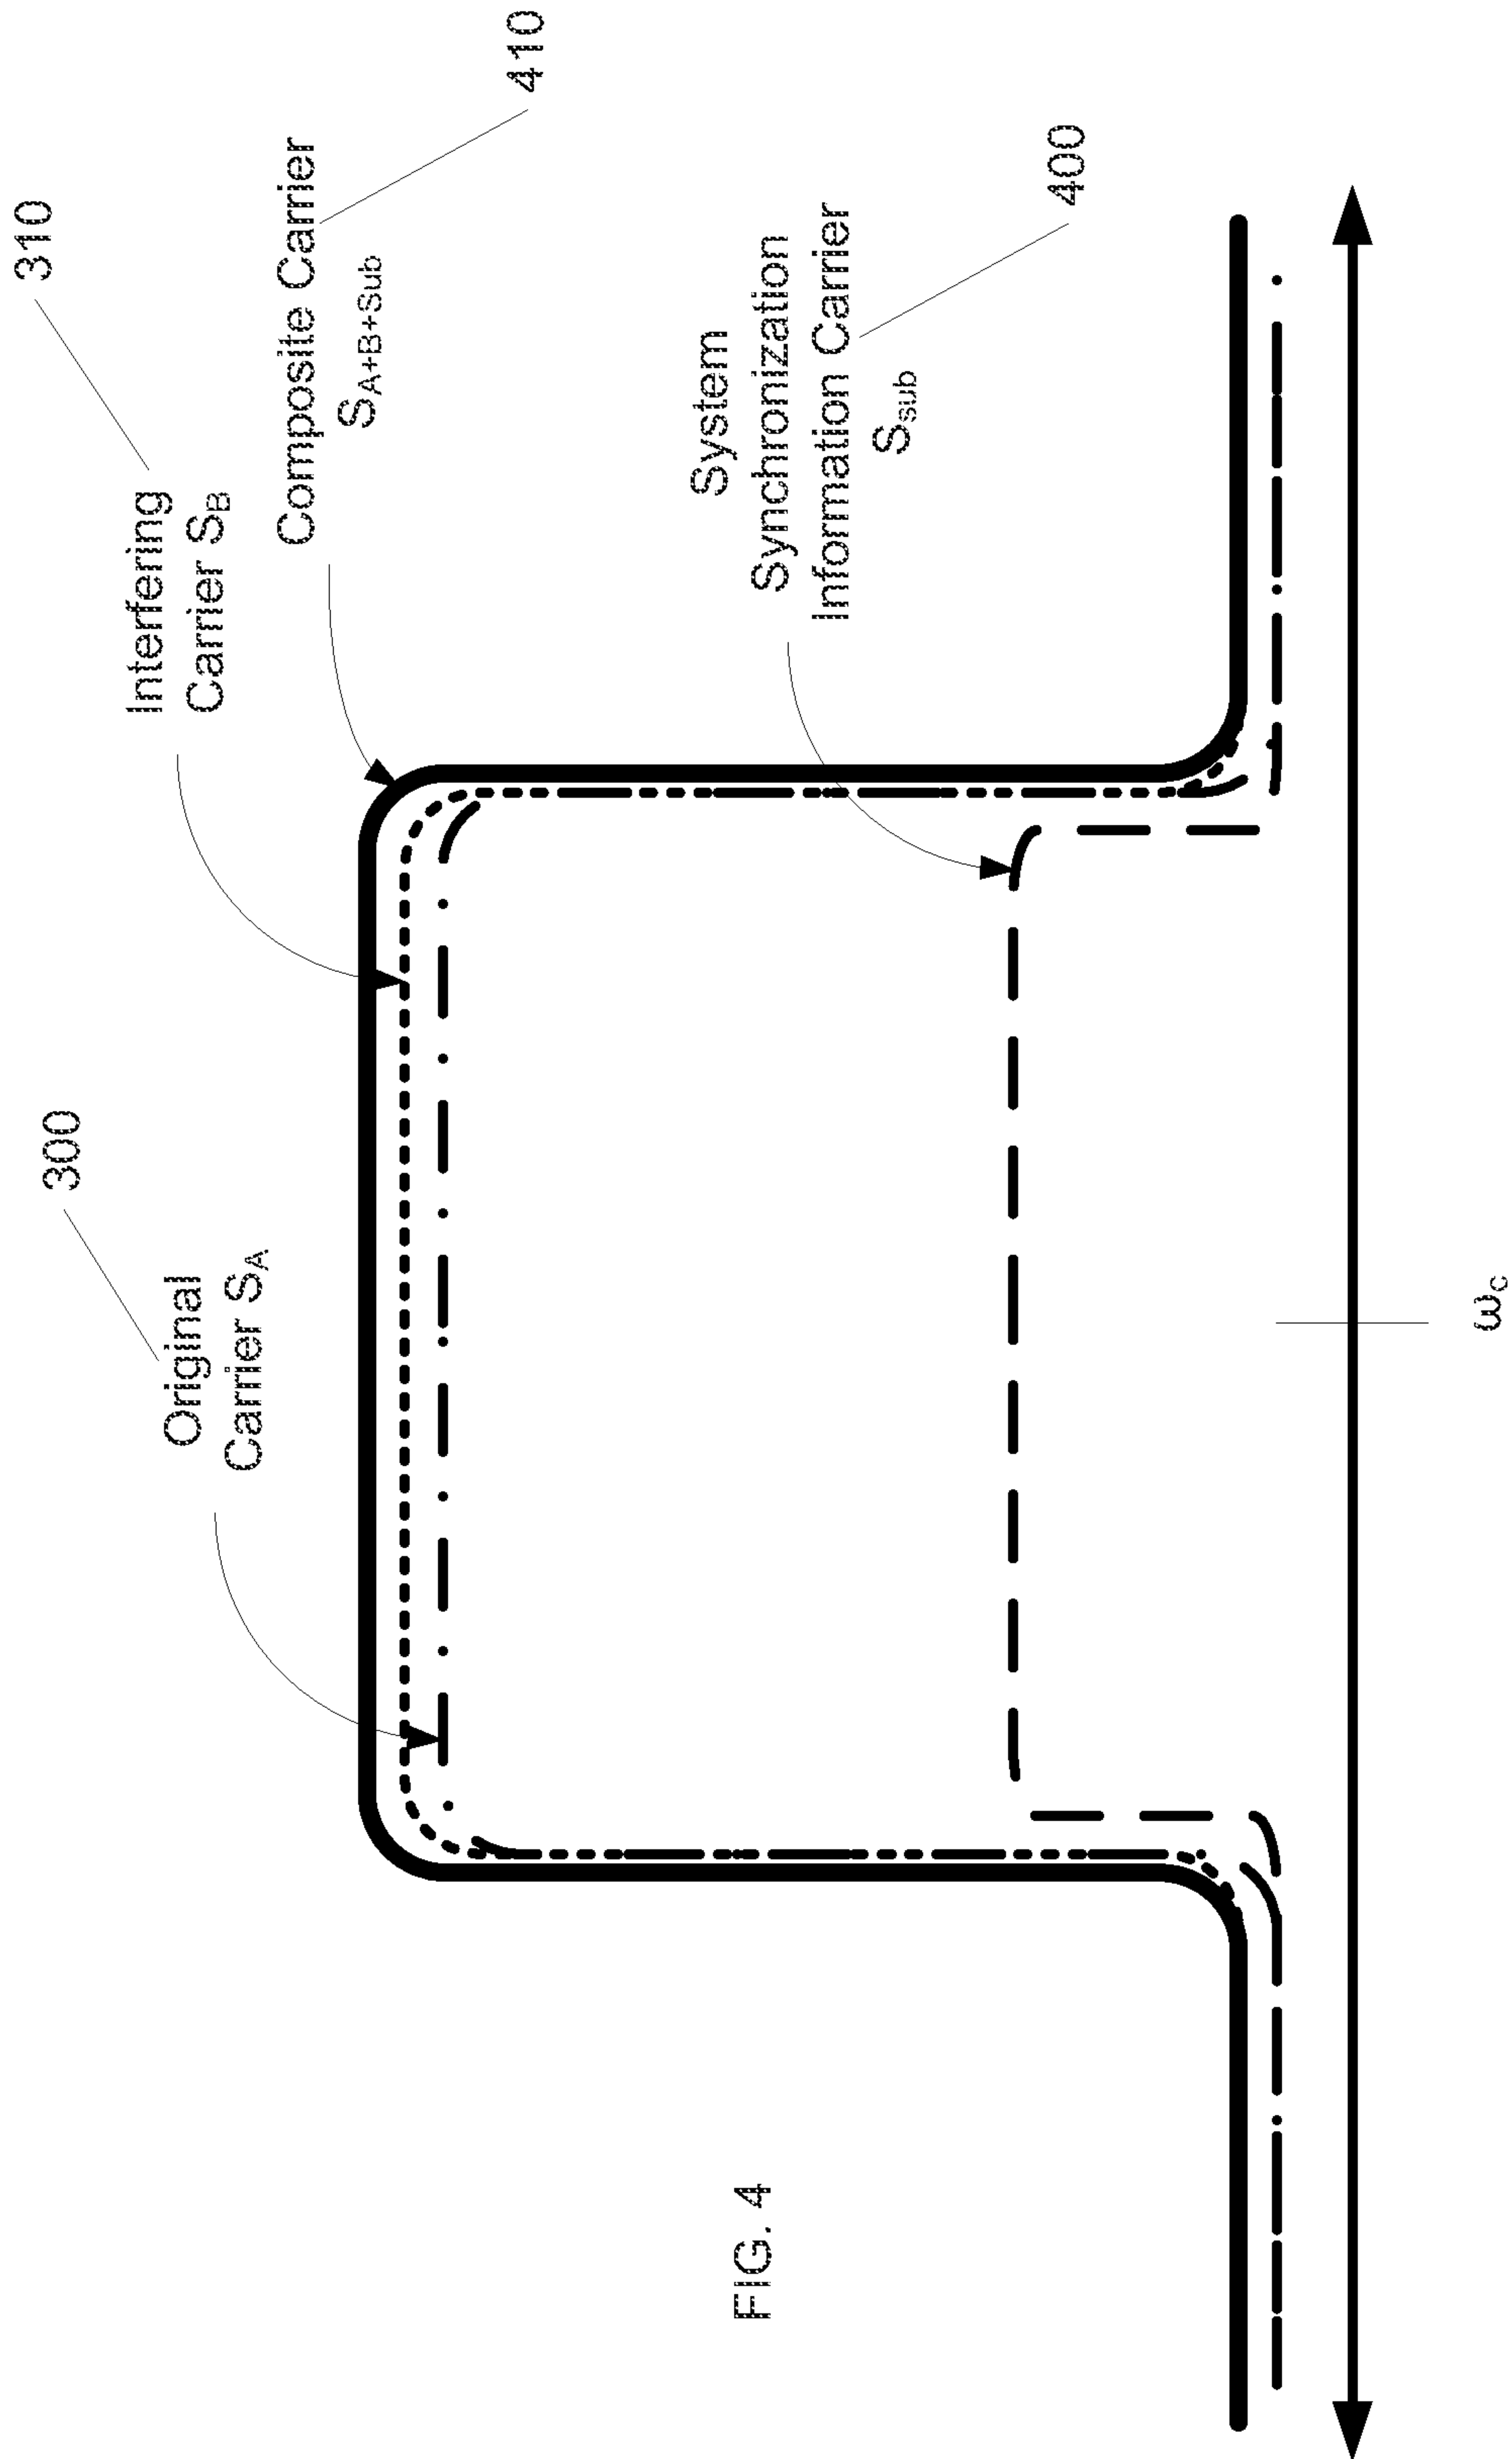 300
Original
Carrier S_A
310
Interfering
Carrier S_B
Composite Carrier
S_A+B+Sub
410
System
Synchronization
Information Carrier
S_sub
400
ω_c
FIG. 4